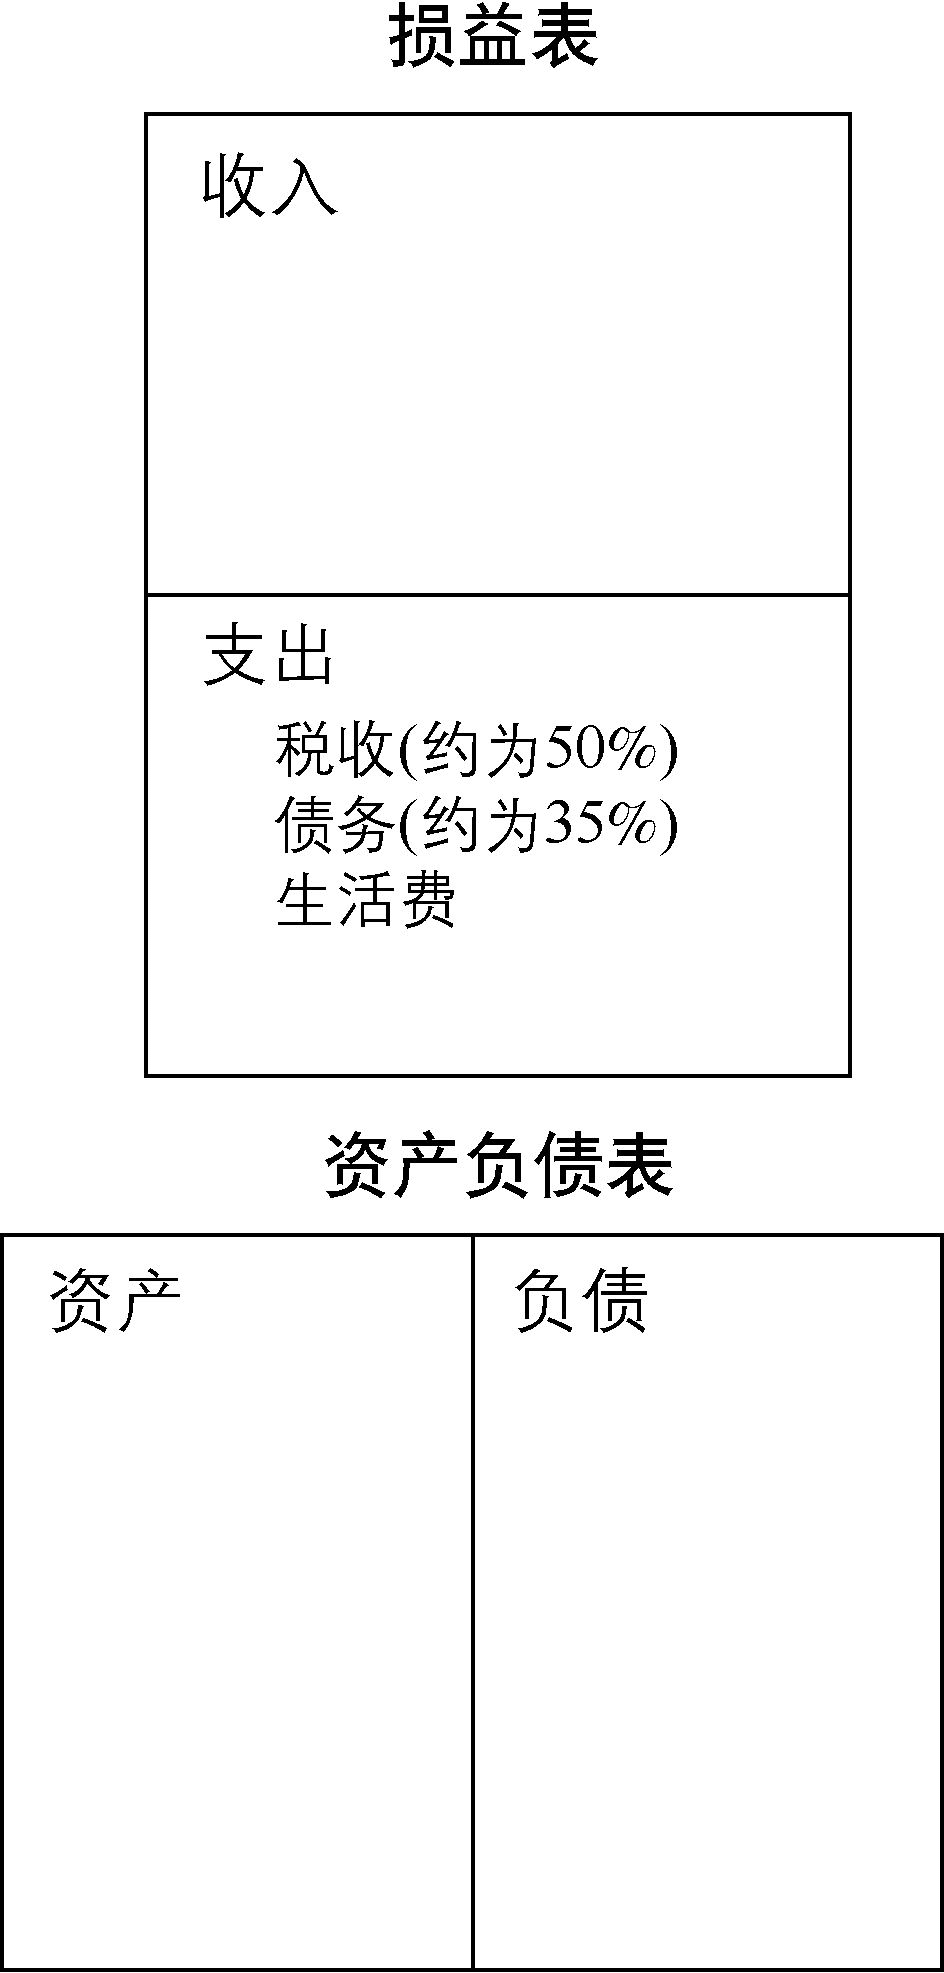 损益表
收入
支出
税收(约为50%)
债务(约为35%)
生活费
资产负债表
资产
负债